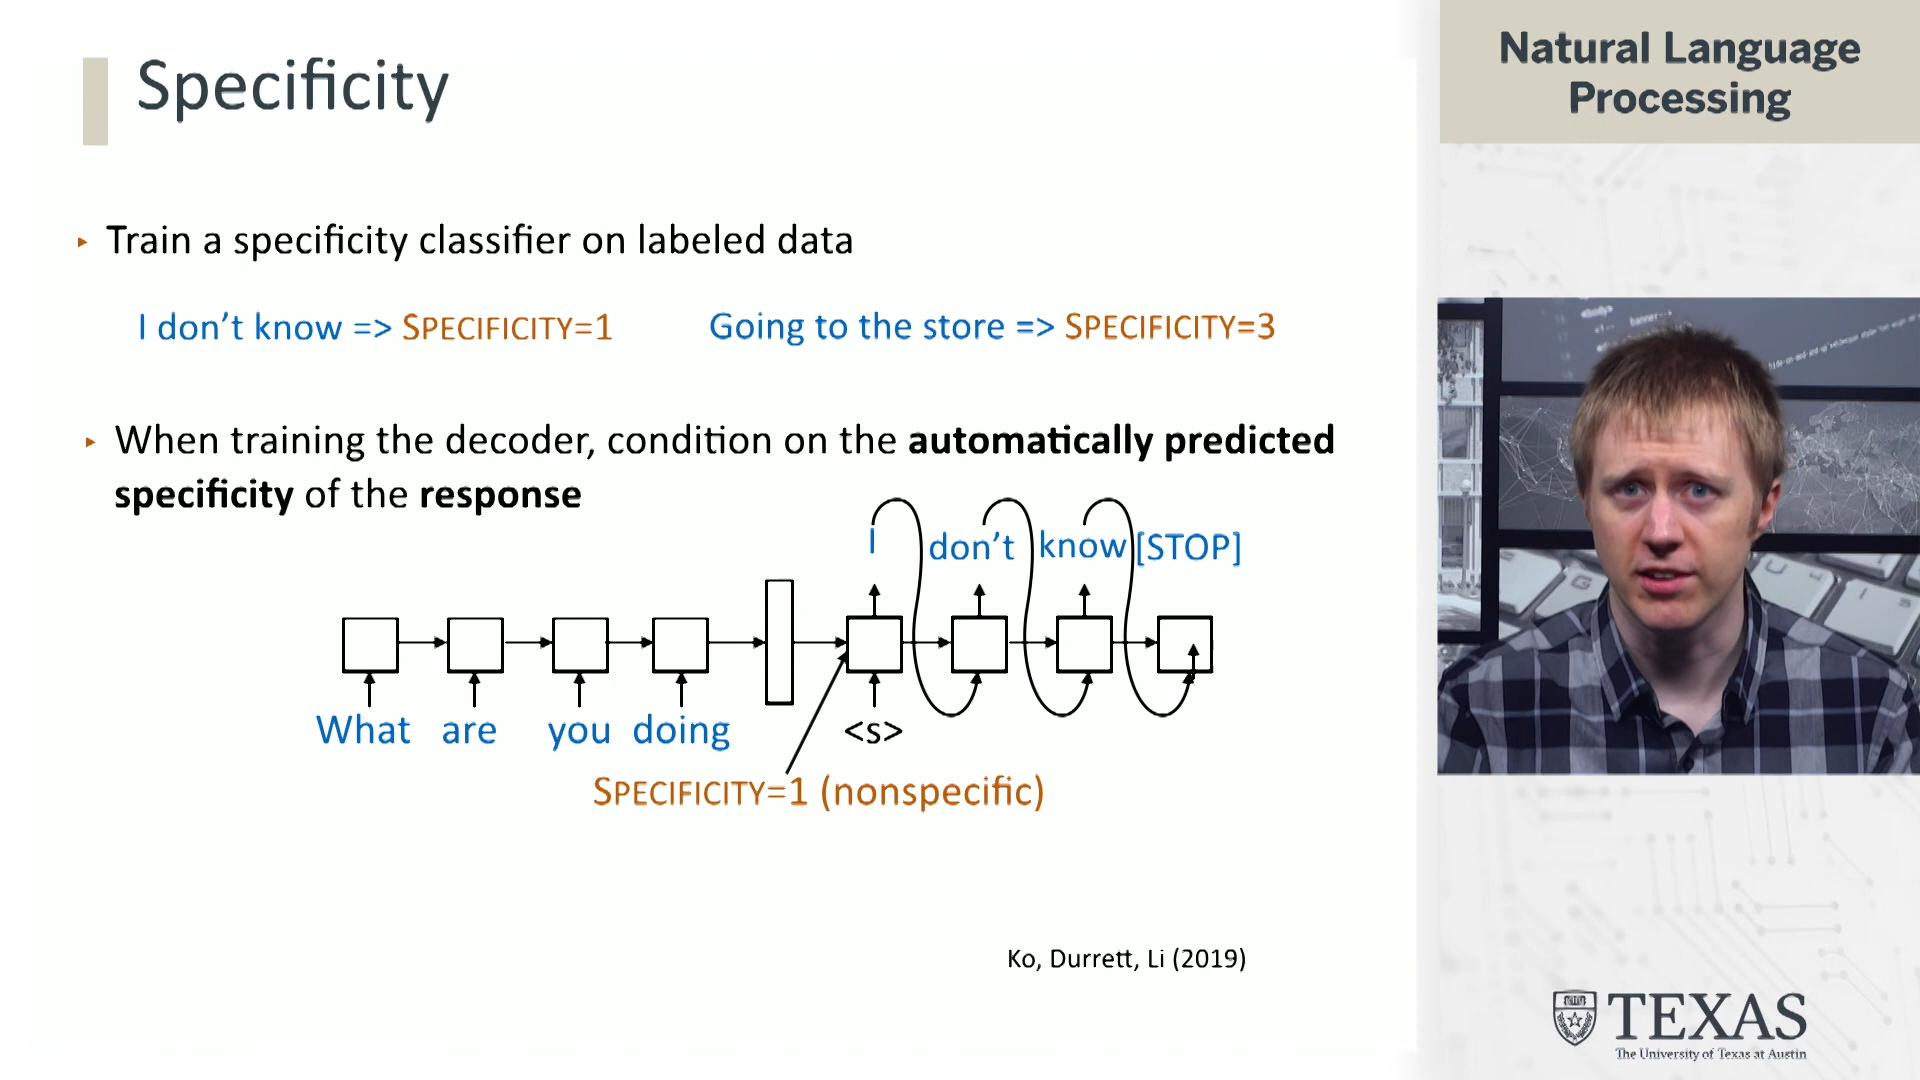 Specificity
▸ Train a specificity classifier on labeled data
I don’t know => SPECIFICITY=1 Going to the store => SPECIFICITY=3
▸ When training the decoder, condition on the automatically predicted
specificity of the response
I don’t know [STOP]
What are you doing <s>
SPECIFICITY=1 (nonspecific)
Ko, Durrett, Li (2019)
Natural Language
Processing
TEXAS
The University of Texas at Austin